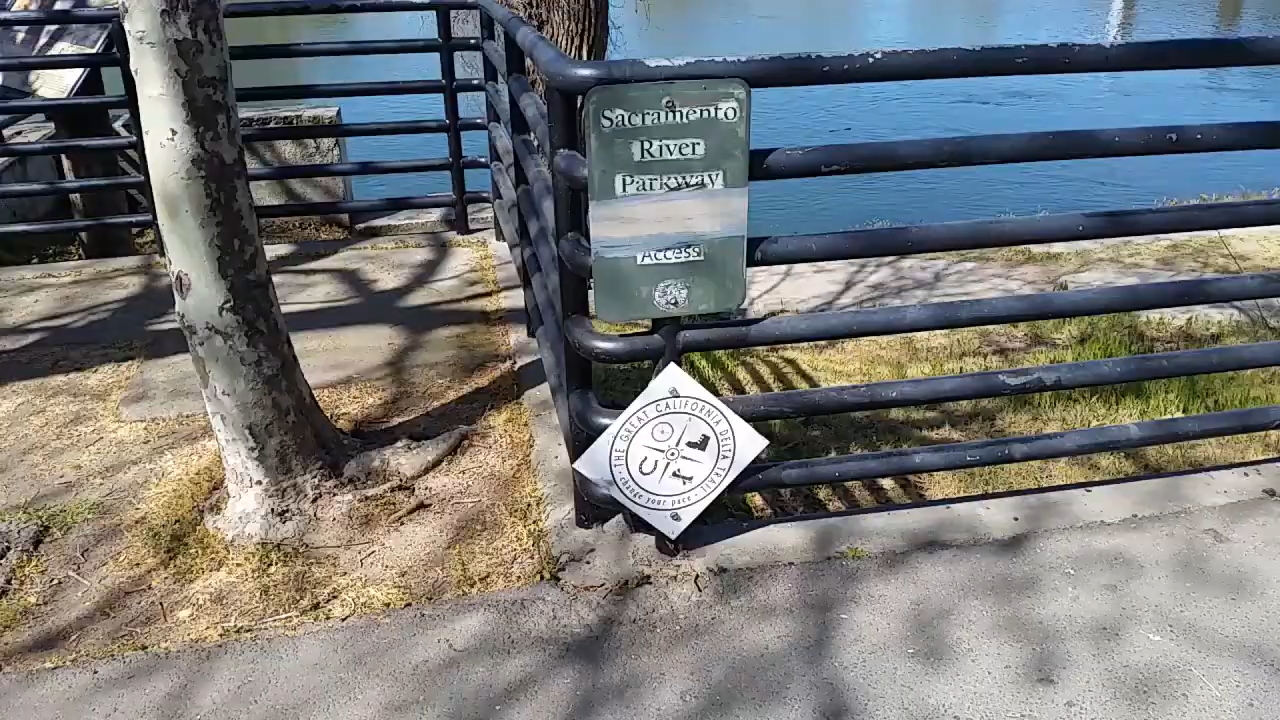 Sacramento
River
Parkway
Access
THE GREAT CALIFORNIA DELTA TRAIL
change your pace